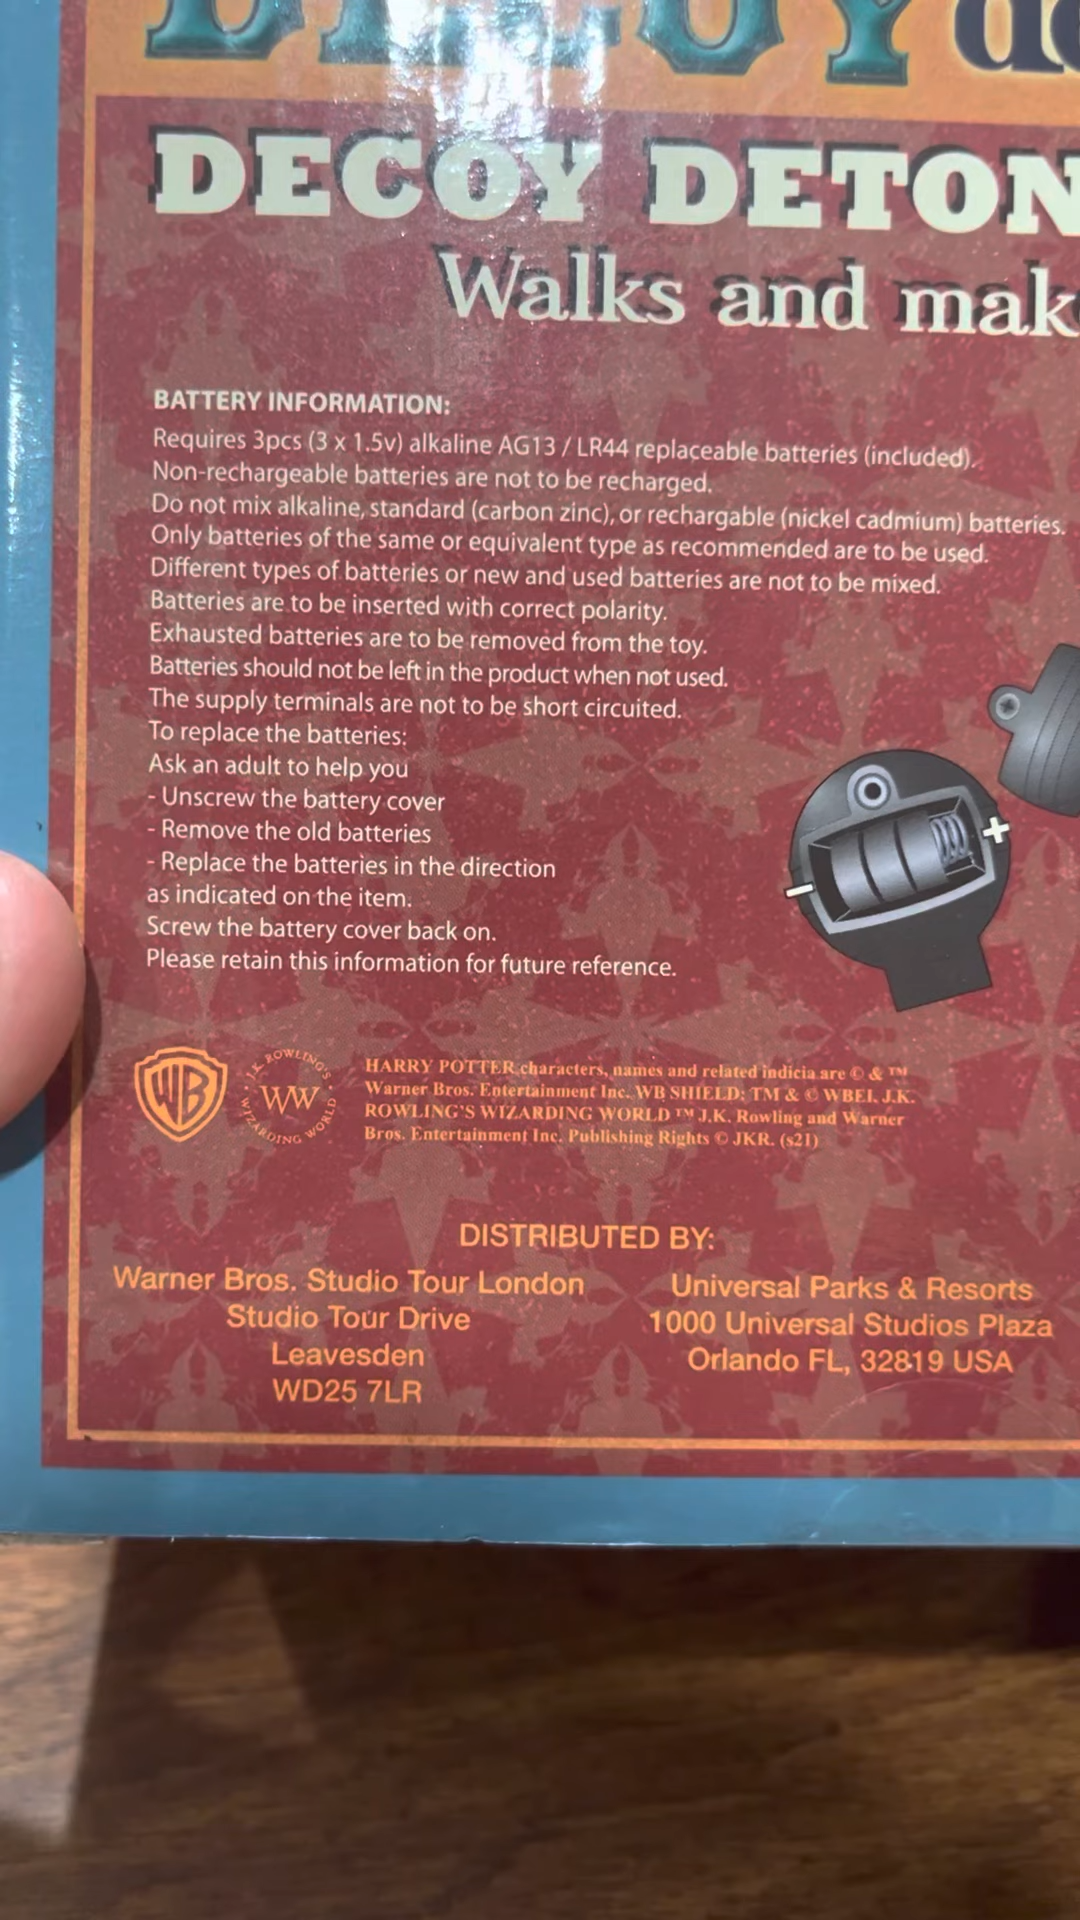 DECOY
DECOY DETON
Walks and mak
BATTERY INFORMATION:
Requires 3pcs (3 x 1.5v) alkaline AG13 / LR44 replaceable batteries (included).
Non-rechargeable batteries are not to be recharged.
Do not mix alkaline, standard (carbon zinc), or rechargable (nickel cadmium) batteries.
Only batteries of the same or equivalent type as recommended are to be used.
Different types of batteries or new and used batteries are not to be mixed.
Batteries are to be inserted with correct polarity.
Exhausted batteries are to be removed from the toy.
Batteries should not be left in the product when not used.
The supply terminals are not to be short circuited.
To replace the batteries:
Ask an adult to help you
- Unscrew the battery cover
- Remove the old batteries
- Replace the batteries in the direction
as indicated on the item.
Screw the battery cover back on.
Please retain this information for future reference.
+
−
WB
J.K. ROWLING'S
WW
WIZARDING WORLD
HARRY POTTER characters, names and related indicia are © & ™
Warner Bros. Entertainment Inc. WB SHIELD: TM & © WBEI. J.K.
ROWLING'S WIZARDING WORLD ™ J.K. Rowling and Warner
Bros. Entertainment Inc. Publishing Rights © JKR. (s21)
DISTRIBUTED BY:
Warner Bros. Studio Tour London
Studio Tour Drive
Leavesden
WD25 7LR
Universal Parks & Resorts
1000 Universal Studios Plaza
Orlando FL, 32819 USA